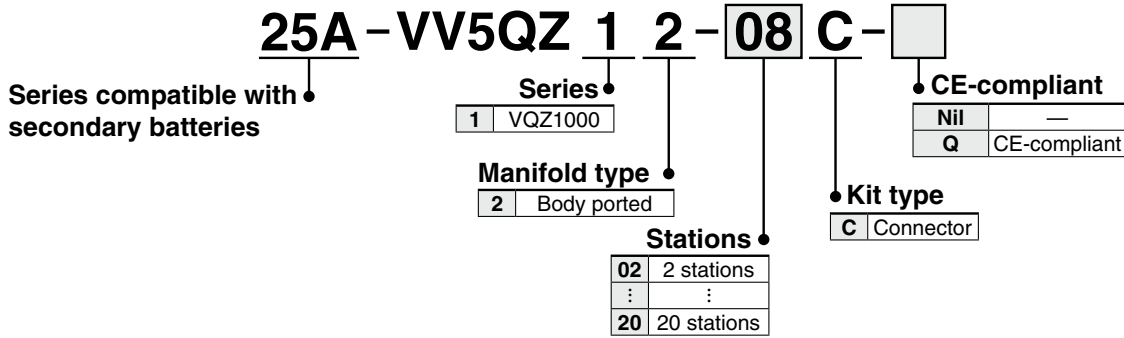 25A-VV5QZ 1 2-08 C-
Series compatible with
secondary batteries
Series
1 VQZ1000
Manifold type
2 Body ported
Stations
02 2 stations
⋮ ⋮
20 20 stations
Kit type
C Connector
CE-compliant
Nil —
Q CE-compliant